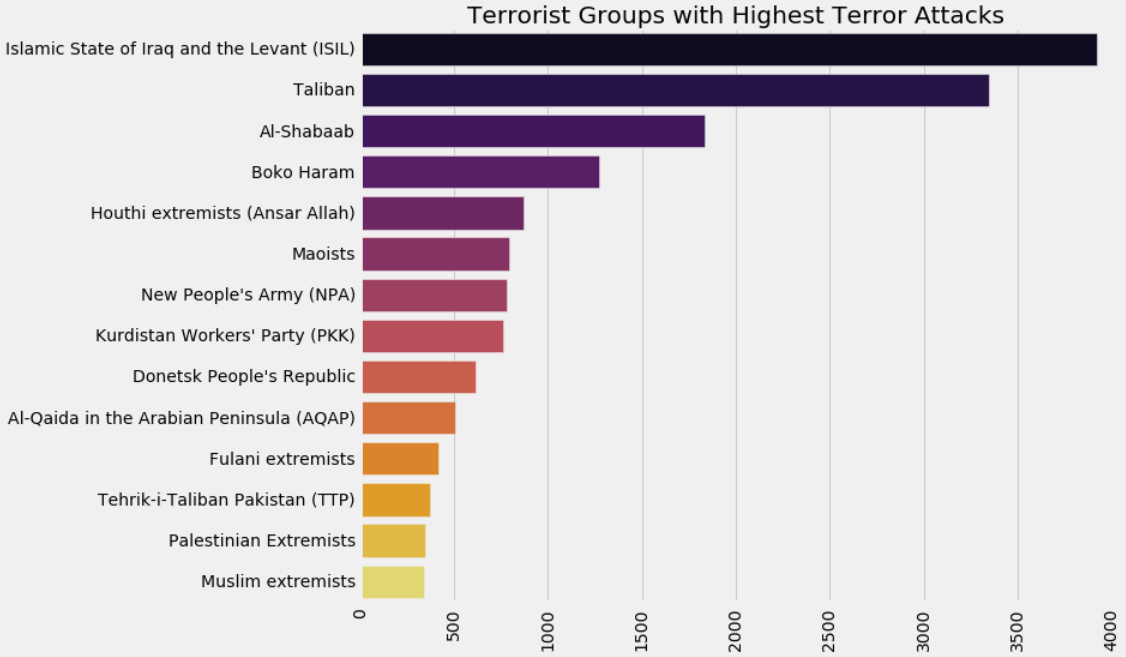 Terrorist Groups with Highest Terror Attacks
Islamic State of Iraq and the Levant (ISIL)
Taliban
Al-Shabaab
Boko Haram
Houthi extremists (Ansar Allah)
Maoists
New People's Army (NPA)
Kurdistan Workers' Party (PKK)
Donetsk People's Republic
Al-Qaida in the Arabian Peninsula (AQAP)
Fulani extremists
Tehrik-i-Taliban Pakistan (TTP)
Palestinian Extremists
Muslim extremists
0
500
1000
1500
2000
2500
3000
3500
4000